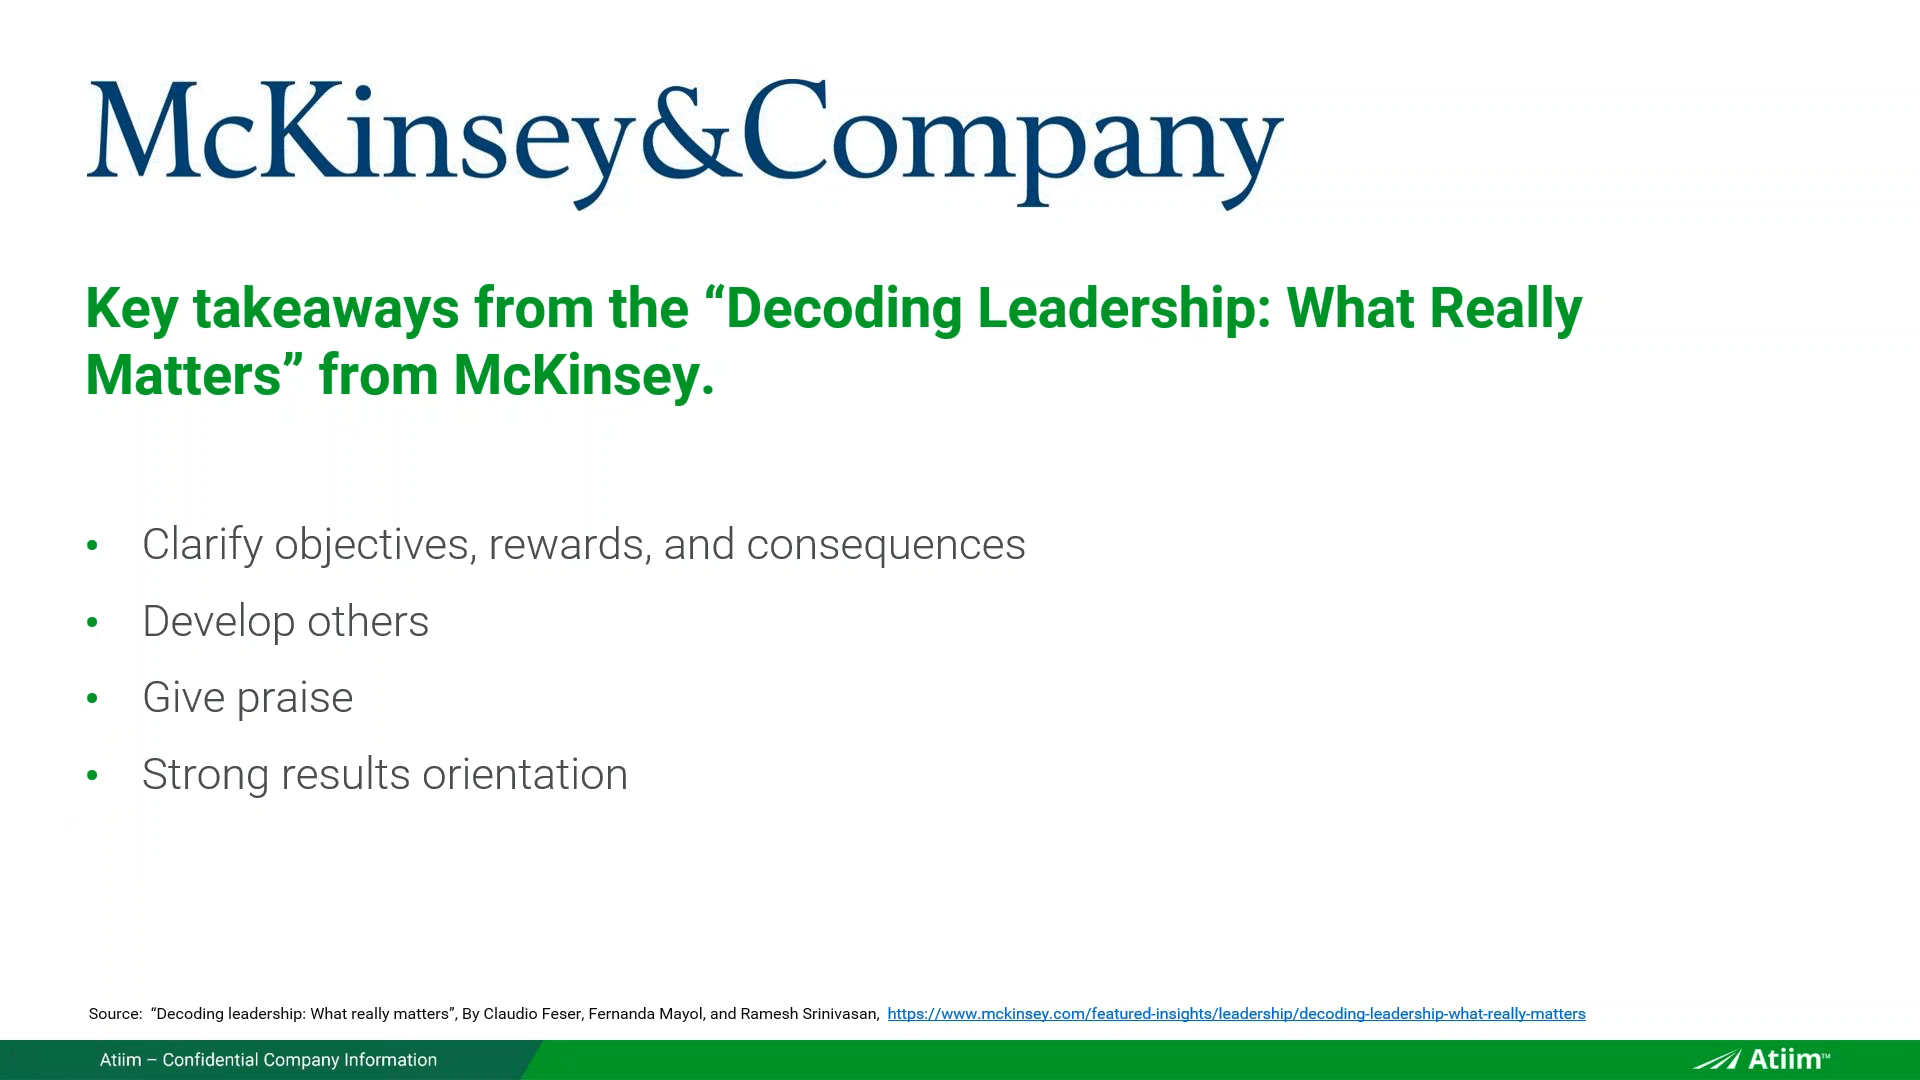 McKinsey&Company
Key takeaways from the “Decoding Leadership: What Really
Matters” from McKinsey.
• Clarify objectives, rewards, and consequences
• Develop others
• Give praise
• Strong results orientation
Source: “Decoding leadership: What really matters”, By Claudio Feser, Fernanda Mayol, and Ramesh Srinivasan, https://www.mckinsey.com/featured-insights/leadership/decoding-leadership-what-really-matters
Atiim – Confidential Company Information
Atiim™